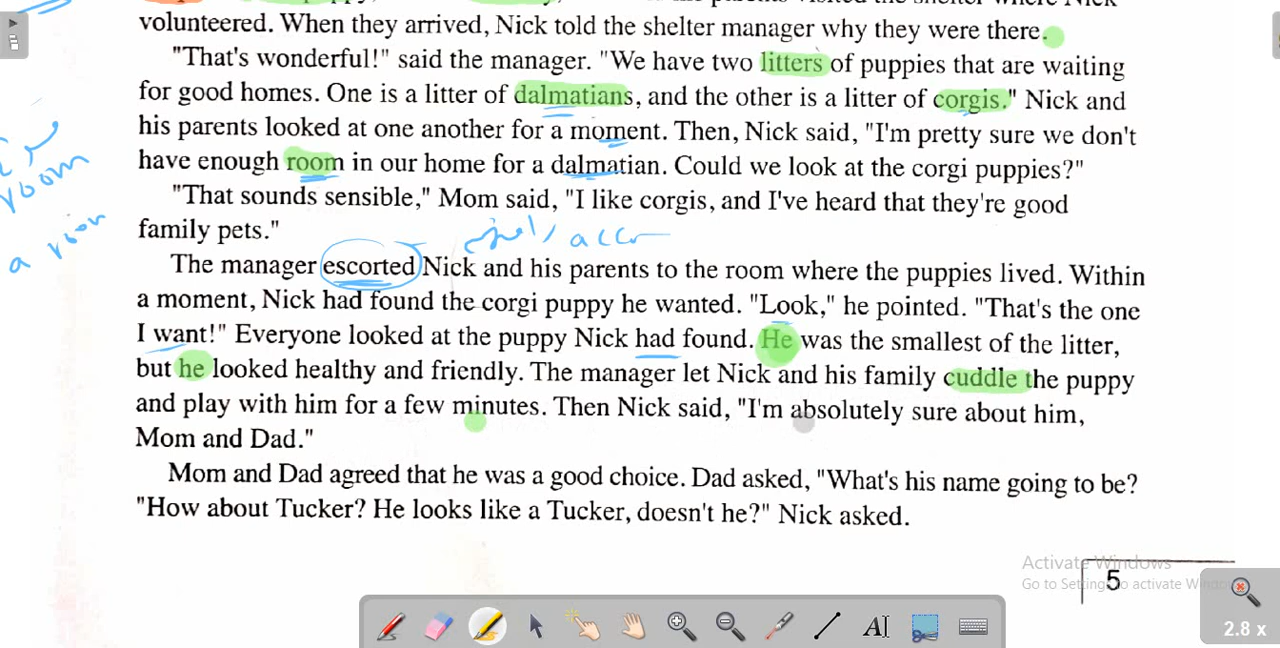 volunteered. When they arrived, Nick told the shelter manager why they were there.
"That's wonderful!" said the manager. "We have two litters of puppies that are waiting
for good homes. One is a litter of dalmatians, and the other is a litter of corgis." Nick and
his parents looked at one another for a moment. Then, Nick said, "I'm pretty sure we don't
have enough room in our home for a dalmatian. Could we look at the corgi puppies?"
room
"That sounds sensible," Mom said, "I like corgis, and I've heard that they're good
a room
family pets."
The manager escorted Nick and his parents to the room where the puppies lived. Within
a moment, Nick had found the corgi puppy he wanted. "Look," he pointed. "That's the one
I want!" Everyone looked at the puppy Nick had found. He was the smallest of the litter,
but he looked healthy and friendly. The manager let Nick and his family cuddle the puppy
and play with him for a few minutes. Then Nick said, "I'm absolutely sure about him,
Mom and Dad."
Mom and Dad agreed that he was a good choice. Dad asked, "What's his name going to be?
"How about Tucker? He looks like a Tucker, doesn't he?" Nick asked.
Activate Windows
Go to Settings to activate Windows.
5
2.8 x